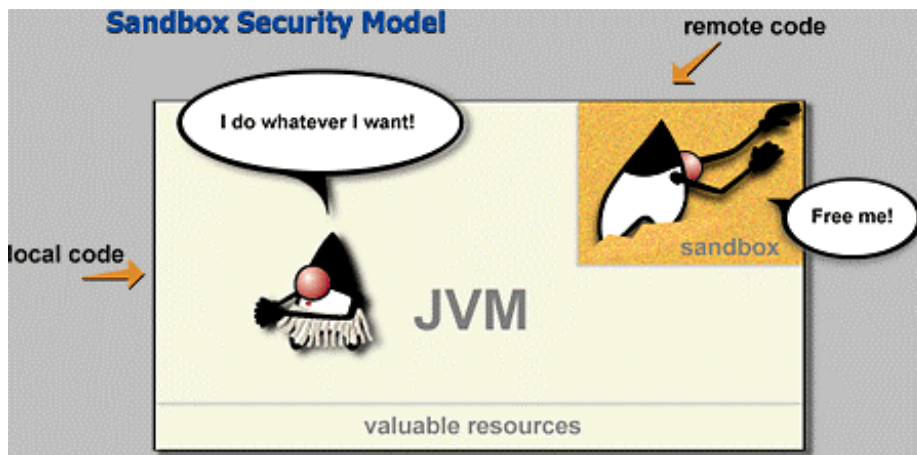 Sandbox Security Model
remote code
I do whatever I want!
Free me!
sandbox
local code
JVM
valuable resources